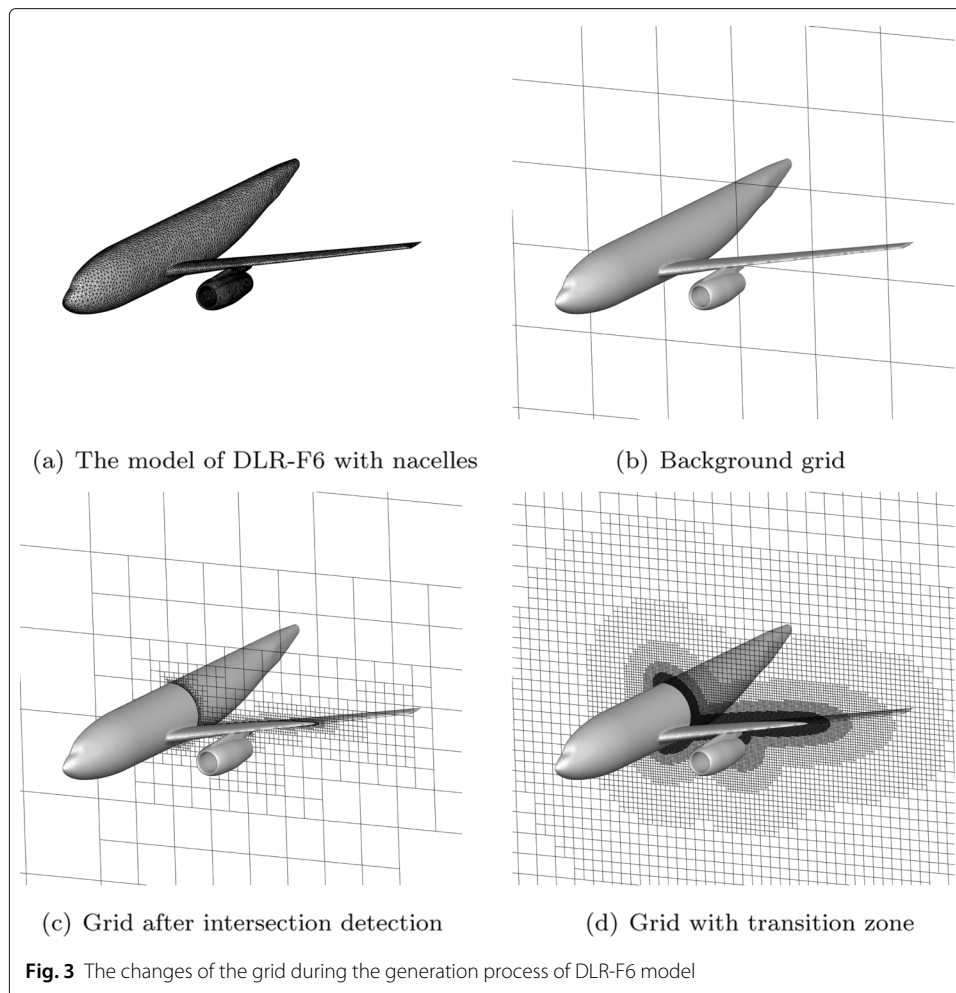 (a) The model of DLR-F6 with nacelles
(b) Background grid
(c) Grid after intersection detection
(d) Grid with transition zone
Fig. 3 The changes of the grid during the generation process of DLR-F6 model